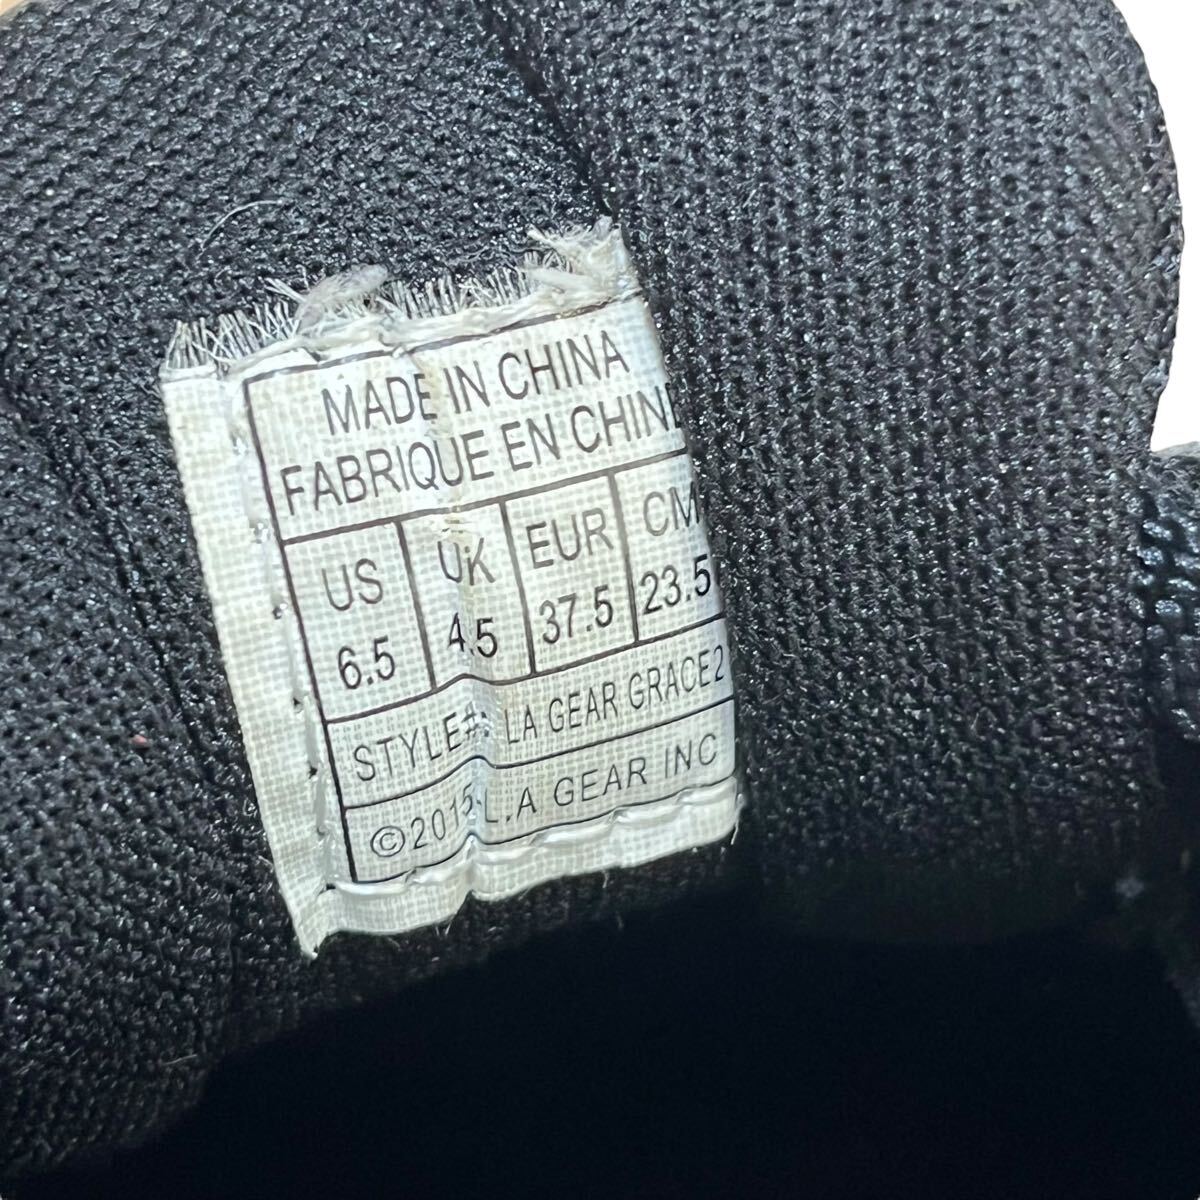 MADE IN CHINA
FABRIQUE EN CHINE
US UK EUR CM
6.5 4.5 37.5 23.5
STYLE#: LA GEAR GRACE2
©2015 L.A GEAR INC